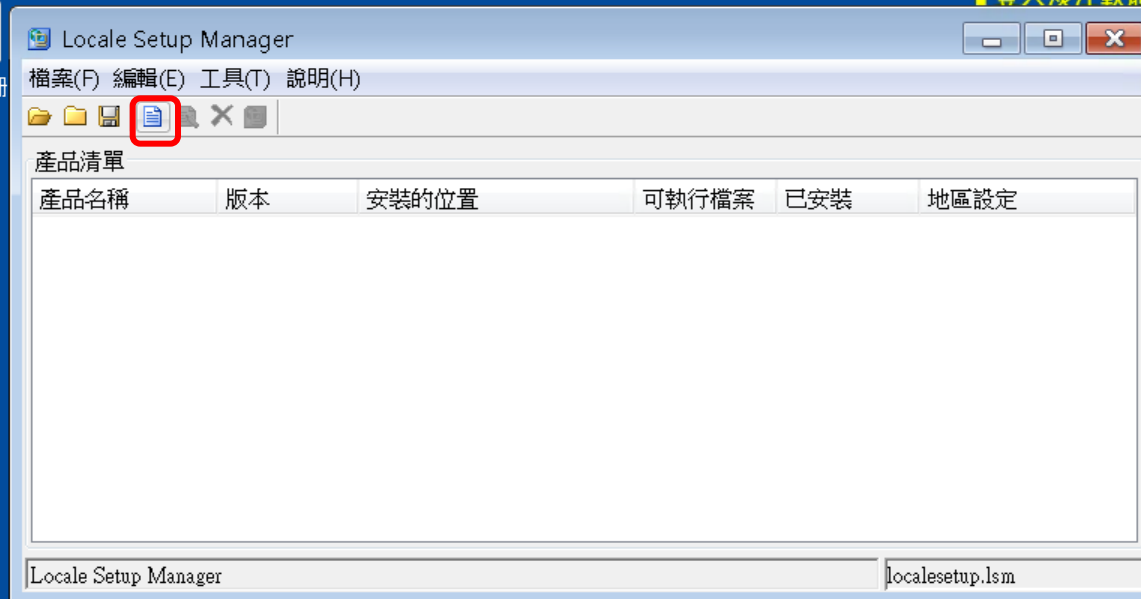 Locale Setup Manager
檔案(F) 編輯(E) 工具(T) 說明(H)
產品清單
產品名稱 版本 安裝的位置 可執行檔案 已安裝 地區設定
Locale Setup Manager localesetup.lsm